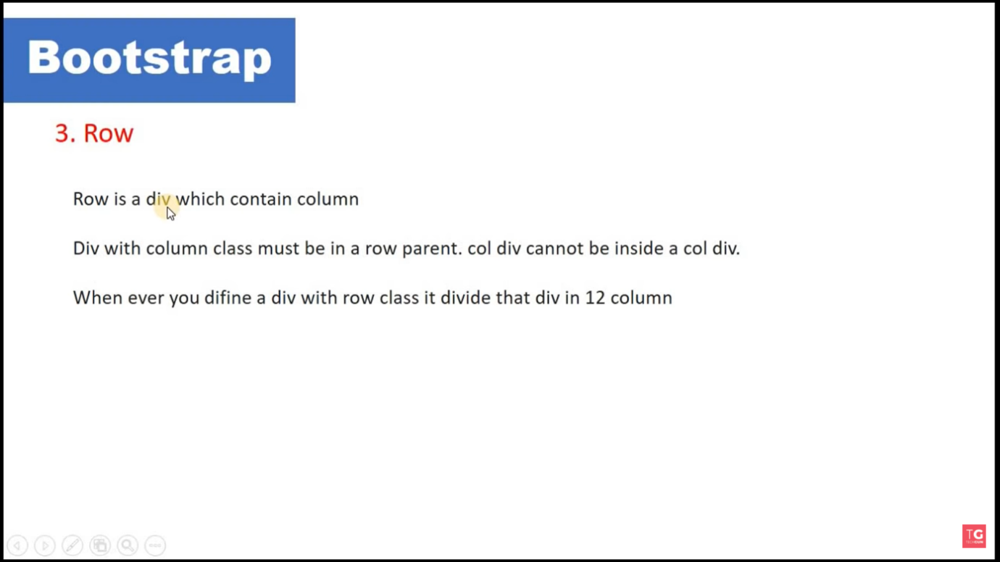 Bootstrap
3. Row
Row is a div which contain column
Div with column class must be in a row parent. col div cannot be inside a col div.
When ever you difine a div with row class it divide that div in 12 column
TG
TECHGUN